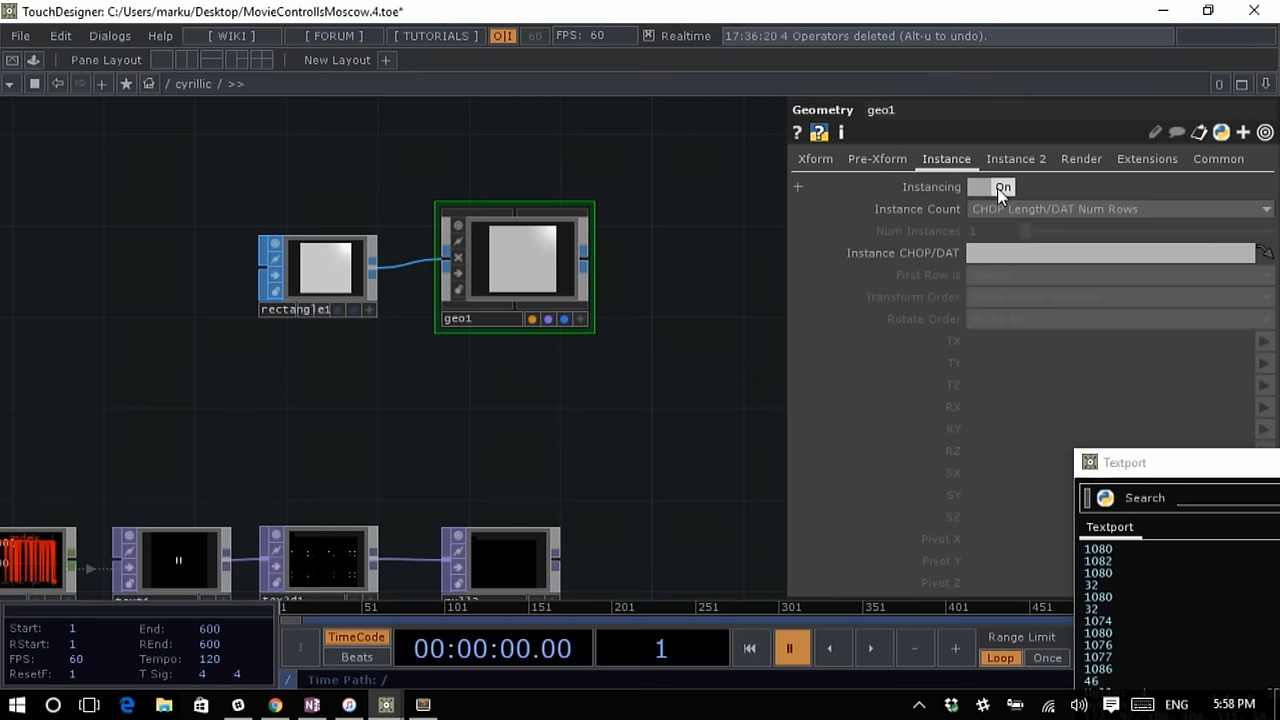 TouchDesigner: C:/Users/marku/Desktop/MovieControllsMoscow.4.toe*
File Edit Dialogs Help [ WIKI ] [ FORUM ] [ TUTORIALS ] O|I 60 FPS: 60 Realtime 17:36:20 4 Operators deleted (Alt-u to undo).
Pane Layout New Layout +
/ cyrillic / >> 0
Geometry geo1
? ? i
Xform Pre-Xform Instance Instance 2 Render Extensions Common
Instancing On
Instance Count CHOP Length/DAT Num Rows
Num Instances 1
Instance CHOP/DAT
First Row is
Transform Order
Rotate Order
TX
TY
TZ
RX
RY
RZ
SX
SY
SZ
Pivot X
Pivot Y
Pivot Z
rectangle1
geo1
Textport
Search
Textport
1080
1082
1080
32
1080
32
1074
1080
1076
1077
1086
46
1 51 101 151 201 251 301 351 401 451
Start: 1 End: 600
RStart: 1 REnd: 600
FPS: 60 Tempo: 120
ResetF: 1 T Sig: 4 4
TimeCode
Beats
00:00:00.00
1
Range Limit
Loop Once
/ Time Path: /
ENG 5:58 PM